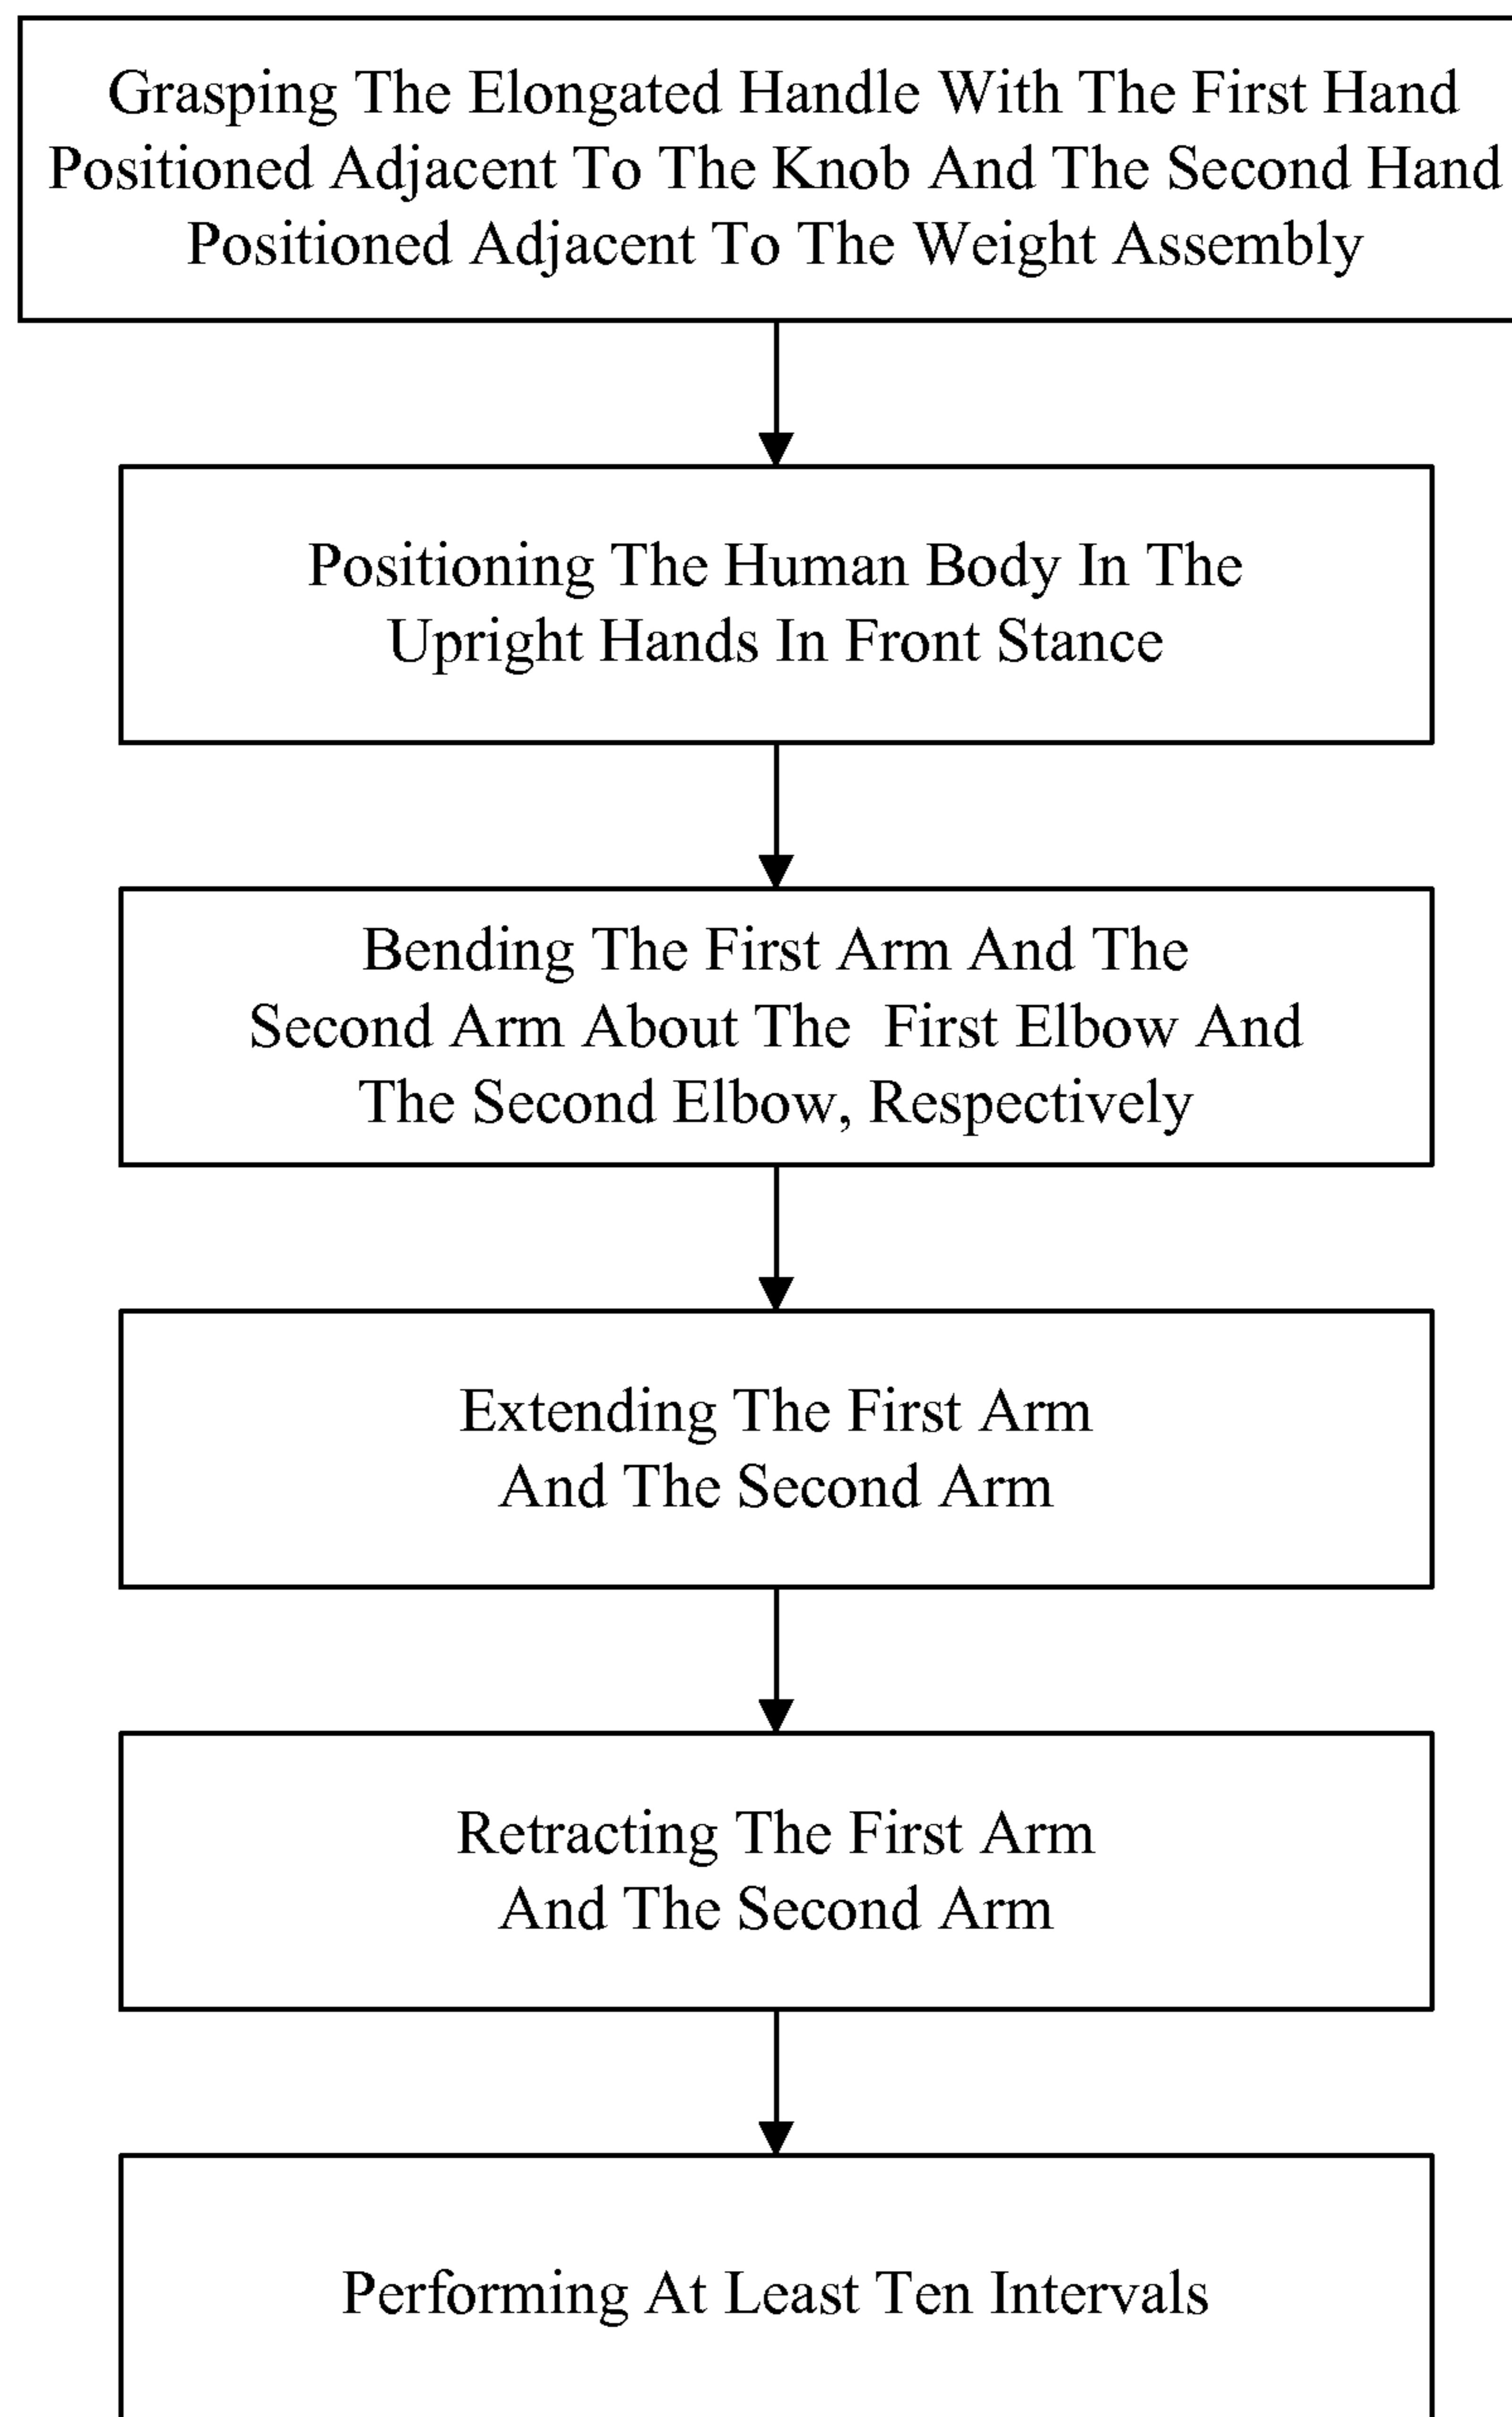 Grasping The Elongated Handle With The First Hand
Positioned Adjacent To The Knob And The Second Hand
Positioned Adjacent To The Weight Assembly
Positioning The Human Body In The
Upright Hands In Front Stance
Bending The First Arm And The
Second Arm About The  First Elbow And
The Second Elbow, Respectively
Extending The First Arm
And The Second Arm
Retracting The First Arm
And The Second Arm
Performing At Least Ten Intervals